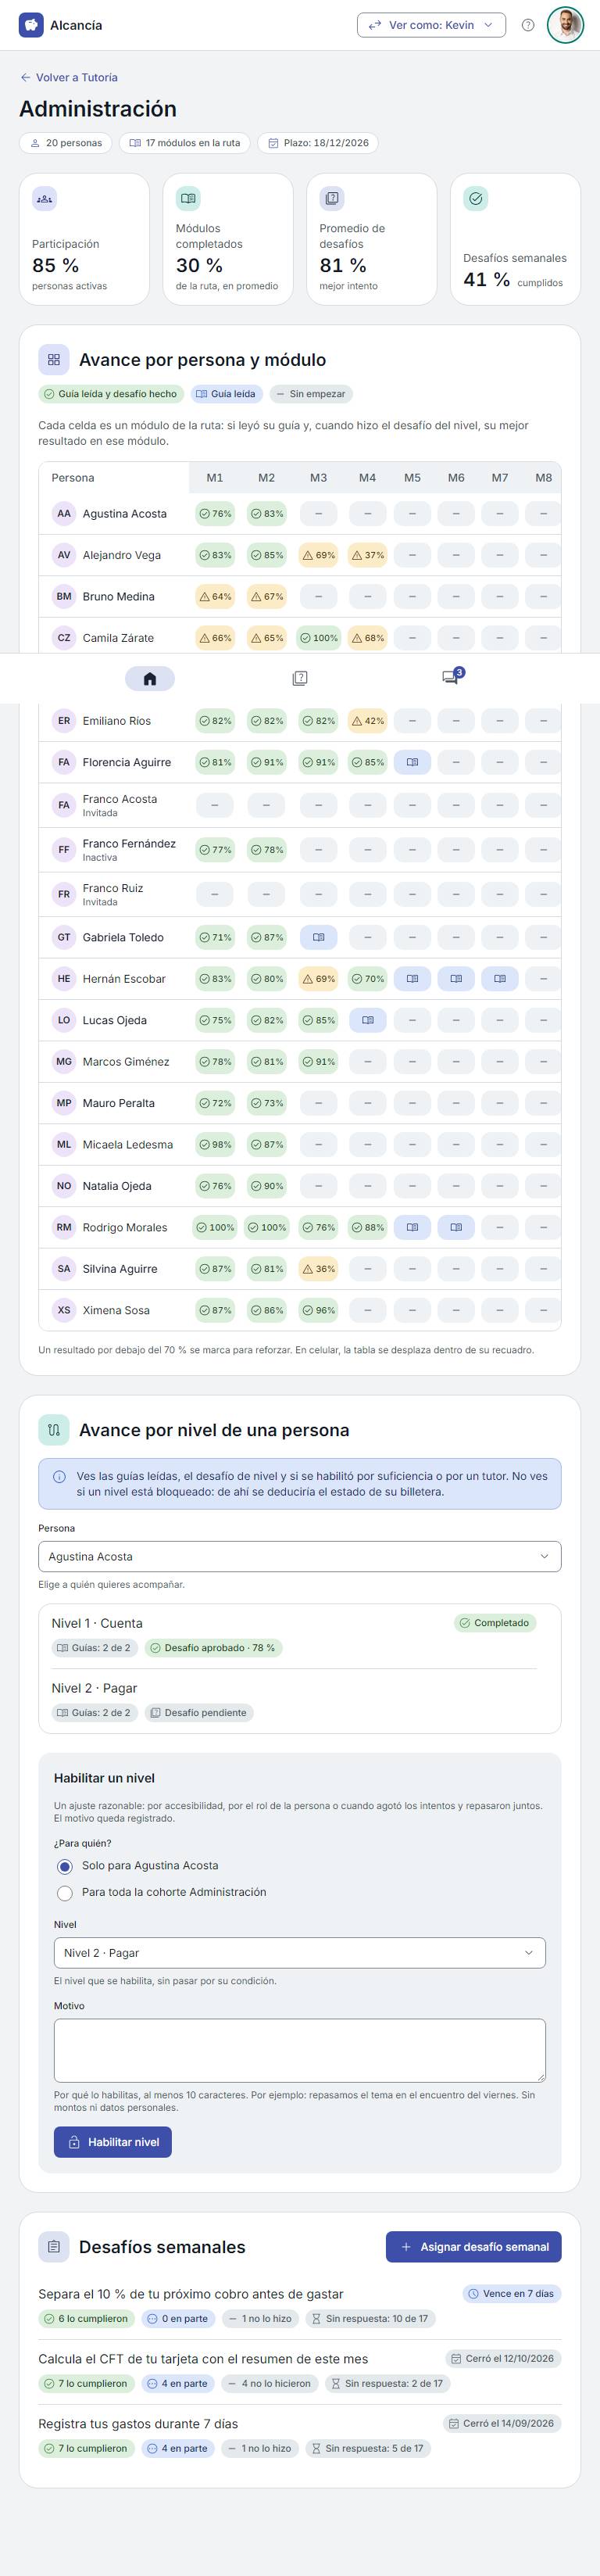 Alcancía
Ver como: Kevin
Volver a Tutoría
Administración
20 personas
17 módulos en la ruta
Plazo: 18/12/2026
Participación
85 %
personas activas
Módulos
completados
30 %
de la ruta, en promedio
Promedio de
desafíos
81 %
mejor intento
Desafíos semanales
41 % cumplidos
Avance por persona y módulo
Guía leída y desafío hecho
Guía leída
Sin empezar
Cada celda es un módulo de la ruta: si leyó su guía y, cuando hizo el desafío del nivel, su mejor
resultado en ese módulo.
Persona M1 M2 M3 M4 M5 M6 M7 M8
AA Agustina Acosta 76% 83% – – – – – –
AV Alejandro Vega 83% 85% 69% 37% – – – –
BM Bruno Medina 64% 67% – – – – – –
CZ Camila Zárate 66% 65% 100% 68% – – – –
3
ER Emiliano Ríos 82% 82% 82% 42% – – – –
FA Florencia Aguirre 81% 91% 91% 85% – – –
FA Franco Acosta – – – – – – – –
Invitada
FF Franco Fernández 77% 78% – – – – – –
Inactiva
FR Franco Ruiz – – – – – – – –
Invitada
GT Gabriela Toledo 71% 87% – – – – –
HE Hernán Escobar 83% 80% 69% 70% –
LO Lucas Ojeda 75% 82% 85% – – – –
MG Marcos Giménez 78% 81% 91% – – – – –
MP Mauro Peralta 72% 73% – – – – – –
ML Micaela Ledesma 98% 87% – – – – – –
NO Natalia Ojeda 76% 90% – – – – – –
RM Rodrigo Morales 100% 100% 76% 88% – –
SA Silvina Aguirre 87% 81% 36% – – – – –
XS Ximena Sosa 87% 86% 96% – – – – –
Un resultado por debajo del 70 % se marca para reforzar. En celular, la tabla se desplaza dentro de su recuadro.
Avance por nivel de una persona
Ves las guías leídas, el desafío de nivel y si se habilitó por suficiencia o por un tutor. No ves
si un nivel está bloqueado: de ahí se deduciría el estado de su billetera.
Persona
Agustina Acosta
Elige a quién quieres acompañar.
Nivel 1 · Cuenta
Completado
Guías: 2 de 2
Desafío aprobado · 78 %
Nivel 2 · Pagar
Guías: 2 de 2
Desafío pendiente
Habilitar un nivel
Un ajuste razonable: por accesibilidad, por el rol de la persona o cuando agotó los intentos y repasaron juntos.
El motivo queda registrado.
¿Para quién?
Solo para Agustina Acosta
Para toda la cohorte Administración
Nivel
Nivel 2 · Pagar
El nivel que se habilita, sin pasar por su condición.
Motivo
Por qué lo habilitas, al menos 10 caracteres. Por ejemplo: repasamos el tema en el encuentro del viernes. Sin
montos ni datos personales.
Habilitar nivel
Desafíos semanales
Asignar desafío semanal
Separa el 10 % de tu próximo cobro antes de gastar
Vence en 7 días
6 lo cumplieron
0 en parte
1 no lo hizo
Sin respuesta: 10 de 17
Calcula el CFT de tu tarjeta con el resumen de este mes
Cerró el 12/10/2026
7 lo cumplieron
4 en parte
4 no lo hicieron
Sin respuesta: 2 de 17
Registra tus gastos durante 7 días
Cerró el 14/09/2026
7 lo cumplieron
4 en parte
1 no lo hizo
Sin respuesta: 5 de 17